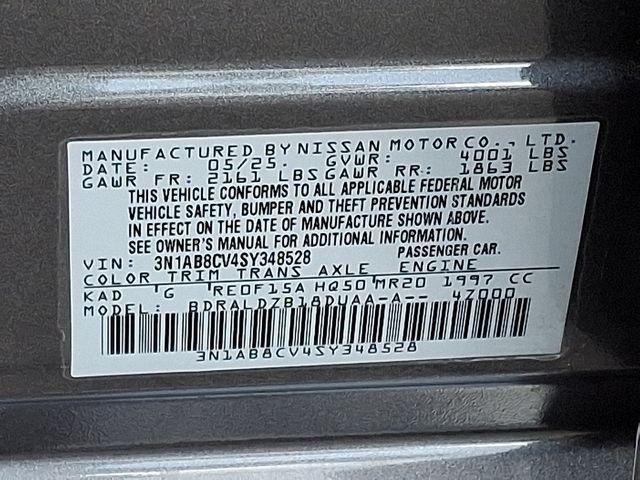 MANUFACTURED BY NISSAN MOTOR CO., LTD.
DATE: 05/25. GVWR: 4001 LBS
GAWR FR: 2161 LBS GAWR RR: 1863 LBS
THIS VEHICLE CONFORMS TO ALL APPLICABLE FEDERAL MOTOR
VEHICLE SAFETY, BUMPER AND THEFT PREVENTION STANDARDS
IN EFFECT ON THE DATE OF MANUFACTURE SHOWN ABOVE.
SEE OWNER'S MANUAL FOR ADDITIONAL INFORMATION
VIN: 3N1AB8CV4SY348528 PASSENGER CAR.
COLOR TRIM TRANS AXLE ENGINE
KAD 'G 'RE0F15A HQ50 MR20 1997 CC
MODEL: BDRALDZB18DUAA-A-- 47000
3N1AB8CV4SY348528